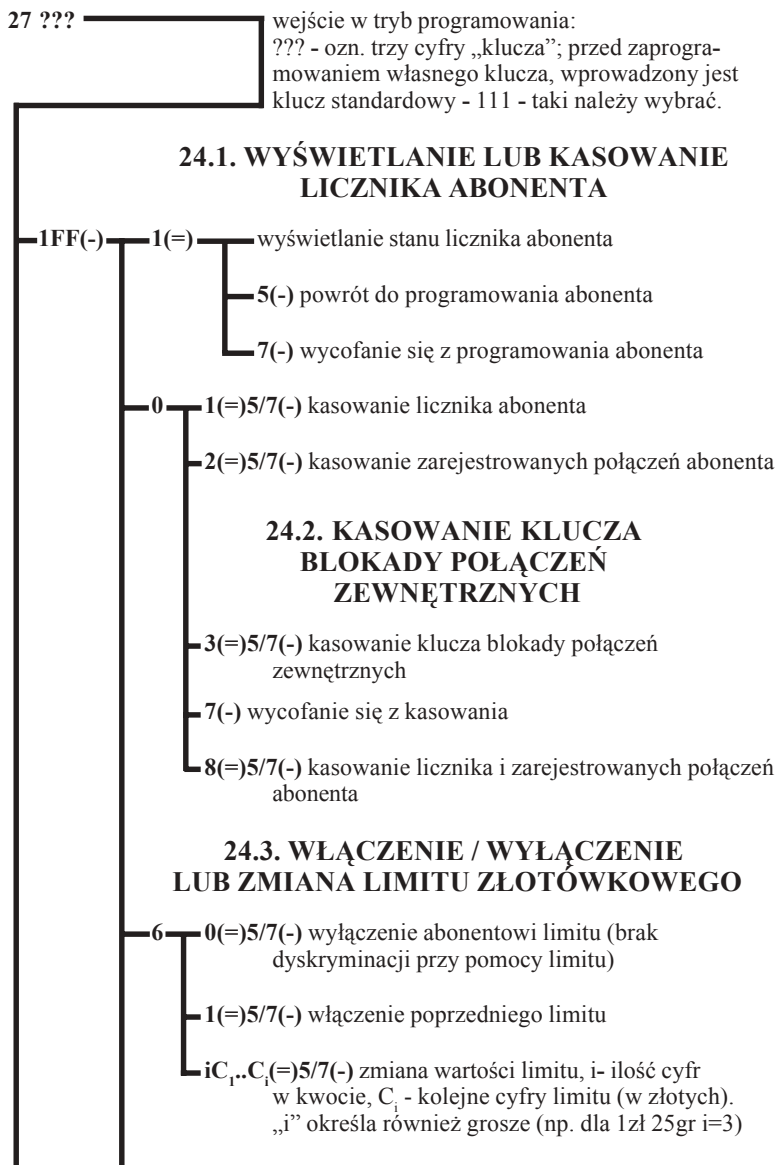 27 ??? wejście w tryb programowania:
??? - ozn. trzy cyfry „klucza”; przed zaprogra-
mowaniem własnego klucza, wprowadzony jest
klucz standardowy - 111 - taki należy wybrać.
24.1. WYŚWIETLANIE LUB KASOWANIE
LICZNIKA ABONENTA
1FF(-) 1(=) wyświetlanie stanu licznika abonenta
5(-) powrót do programowania abonenta
7(-) wycofanie się z programowania abonenta
0 1(=)5/7(-) kasowanie licznika abonenta
2(=)5/7(-) kasowanie zarejestrowanych połączeń abonenta
24.2. KASOWANIE KLUCZA
BLOKADY POŁĄCZEŃ
ZEWNĘTRZNYCH
3(=)5/7(-) kasowanie klucza blokady połączeń
zewnętrznych
7(-) wycofanie się z kasowania
8(=)5/7(-) kasowanie licznika i zarejestrowanych połączeń
abonenta
24.3. WŁĄCZENIE / WYŁĄCZENIE
LUB ZMIANA LIMITU ZŁOTÓWKOWEGO
6 0(=)5/7(-) wyłączenie abonentowi limitu (brak
dyskryminacji przy pomocy limitu)
1(=)5/7(-) włączenie poprzedniego limitu
iC1..Ci(=)5/7(-) zmiana wartości limitu, i- ilość cyfr
w kwocie, Ci - kolejne cyfry limitu (w złotych).
„i” określa również grosze (np. dla 1zł 25gr i=3)